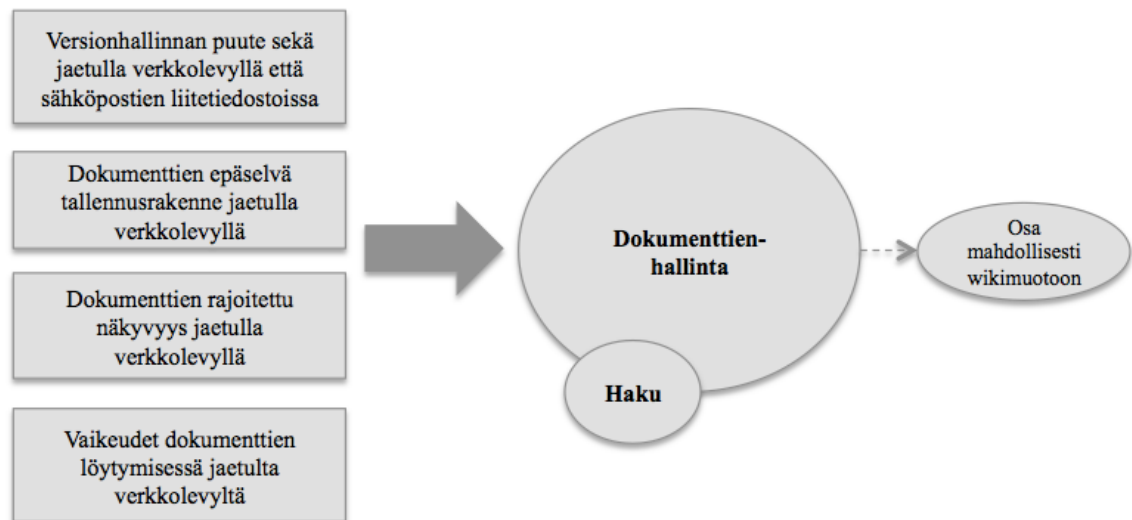 Versionhallinnan puute sekä
jaetulla verkkolevyllä että
sähköpostien liitetiedostoissa
Dokumenttien epäselvä
tallennusrakenne jaetulla
verkkolevyllä
Dokumenttien rajoitettu
näkyvyys jaetulla
verkkolevyllä
Vaikeudet dokumenttien
löytymisessä jaetulta
verkkolevyltä
Dokumenttien-
hallinta
Haku
Osa
mahdollisesti
wikimuotoon